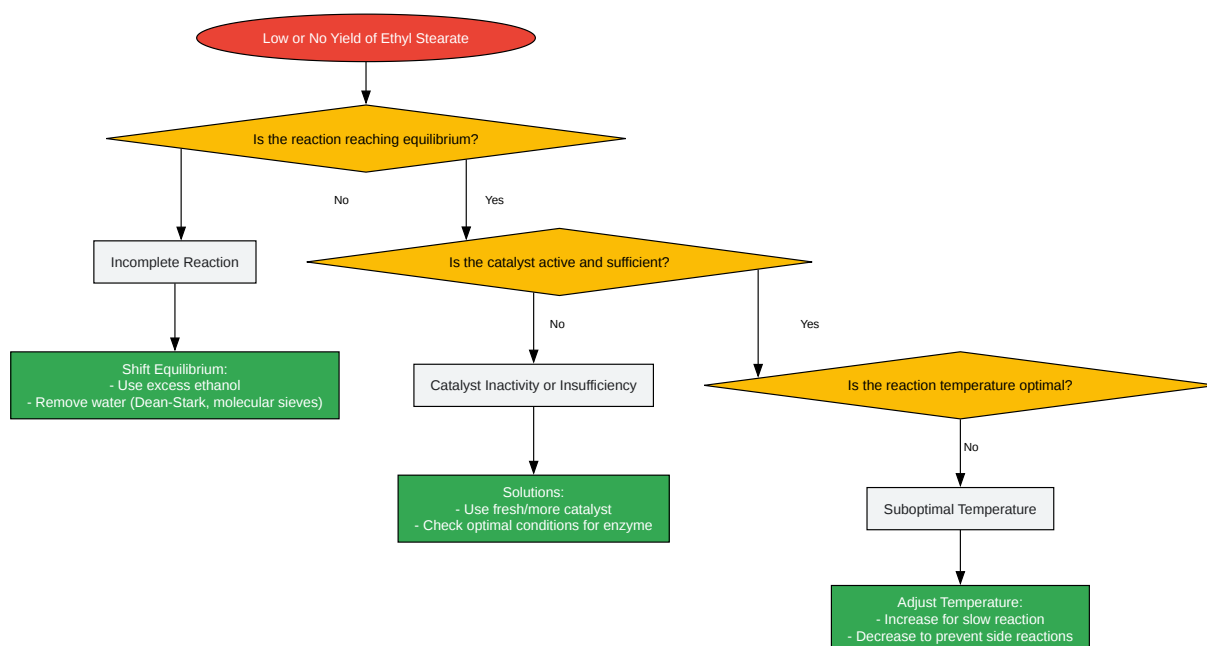 Low or No Yield of Ethyl Stearate
Is the reaction reaching equilibrium?
No
Yes
Incomplete Reaction
Is the catalyst active and sufficient?
Shift Equilibrium:
- Use excess ethanol
- Remove water (Dean-Stark, molecular sieves)
No
Yes
Catalyst Inactivity or Insufficiency
Is the reaction temperature optimal?
No
Solutions:
- Use fresh/more catalyst
- Check optimal conditions for enzyme
Suboptimal Temperature
Adjust Temperature:
- Increase for slow reaction
- Decrease to prevent side reactions